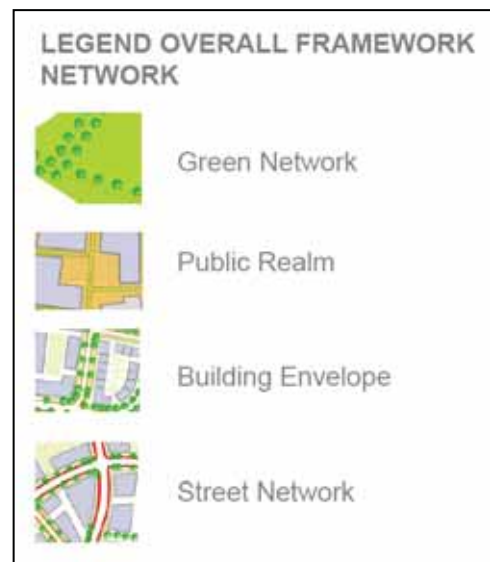 LEGEND OVERALL FRAMEWORK
NETWORK
Green Network
Public Realm
Building Envelope
Street Network